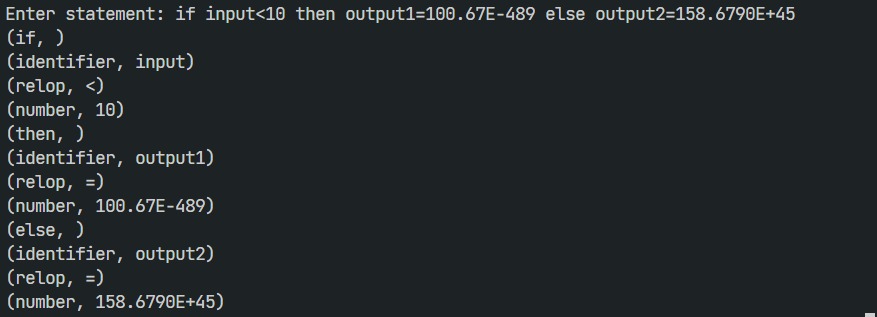 Enter statement: if input<10 then output1=100.67E-489 else output2=158.6790E+45
(if, )
(identifier, input)
(relop, <)
(number, 10)
(then, )
(identifier, output1)
(relop, =)
(number, 100.67E-489)
(else, )
(identifier, output2)
(relop, =)
(number, 158.6790E+45)